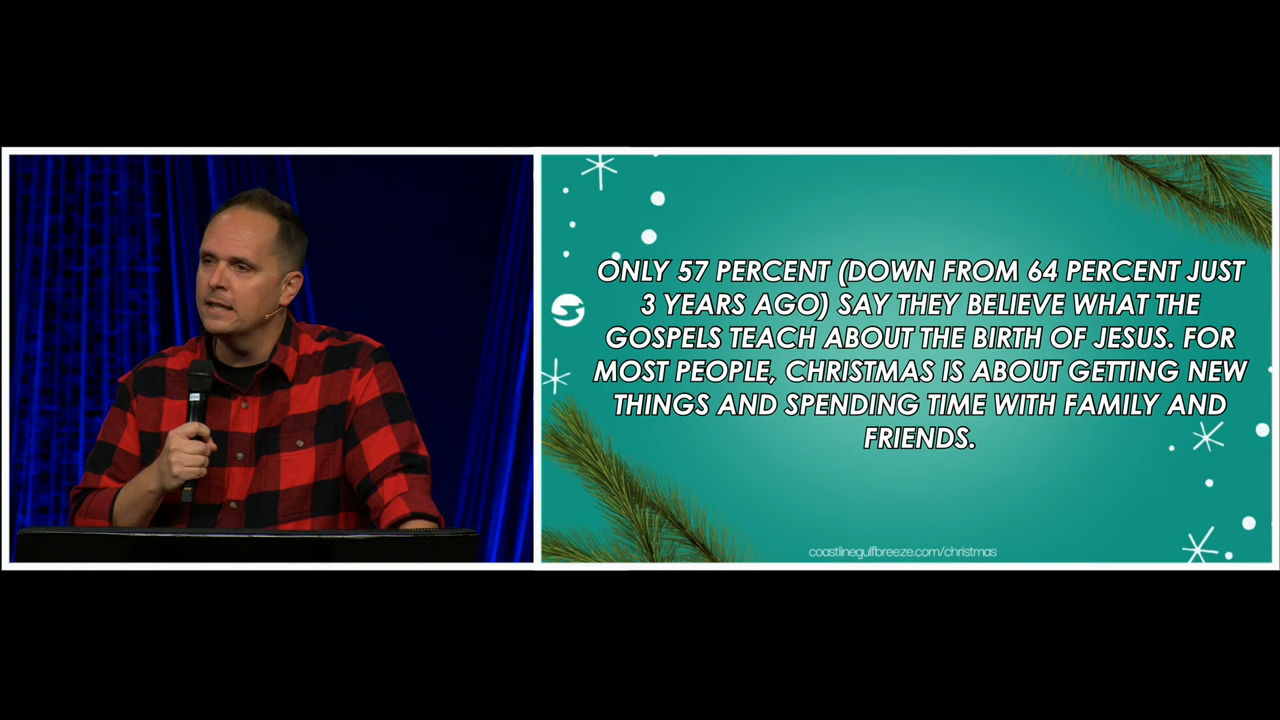 ONLY 57 PERCENT (DOWN FROM 64 PERCENT JUST
3 YEARS AGO) SAY THEY BELIEVE WHAT THE
GOSPELS TEACH ABOUT THE BIRTH OF JESUS. FOR
MOST PEOPLE, CHRISTMAS IS ABOUT GETTING NEW
THINGS AND SPENDING TIME WITH FAMILY AND
FRIENDS.
coastlinegulfbreeze.com/christmas